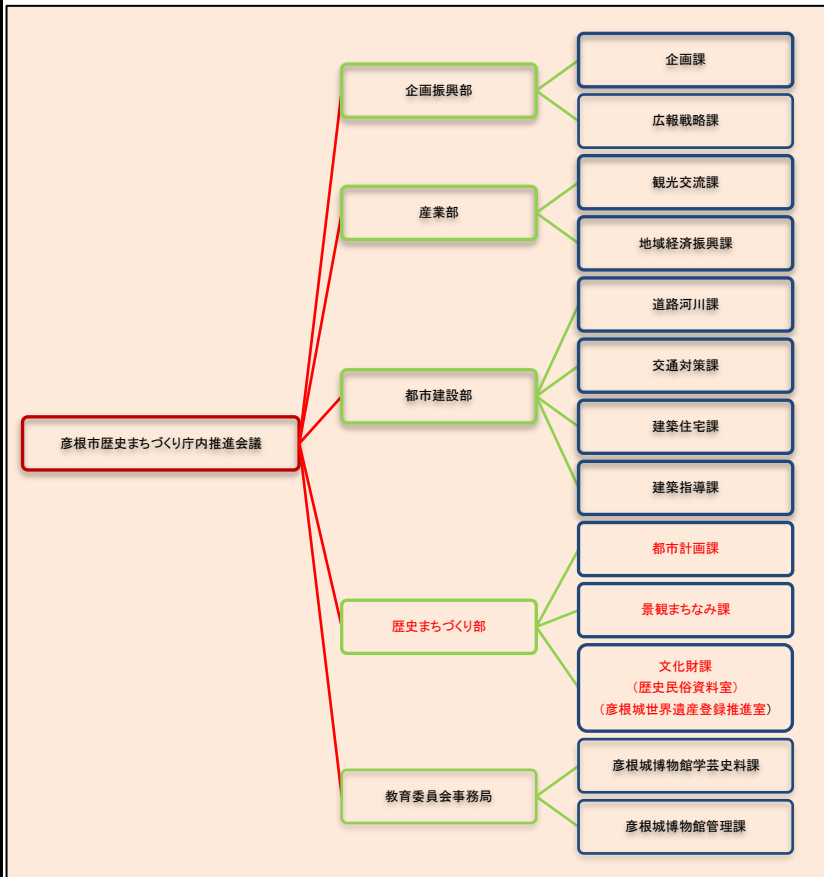 企画課
企画振興部
広報戦略課
観光交流課
産業部
地域経済振興課
道路河川課
交通対策課
都市建設部
建築住宅課
彦根市歴史まちづくり庁内推進会議
建築指導課
都市計画課
景観まちなみ課
歴史まちづくり部
文化財課
（歴史民俗資料室）
（彦根城世界遺産登録推進室）
彦根城博物館学芸史料課
教育委員会事務局
彦根城博物館管理課